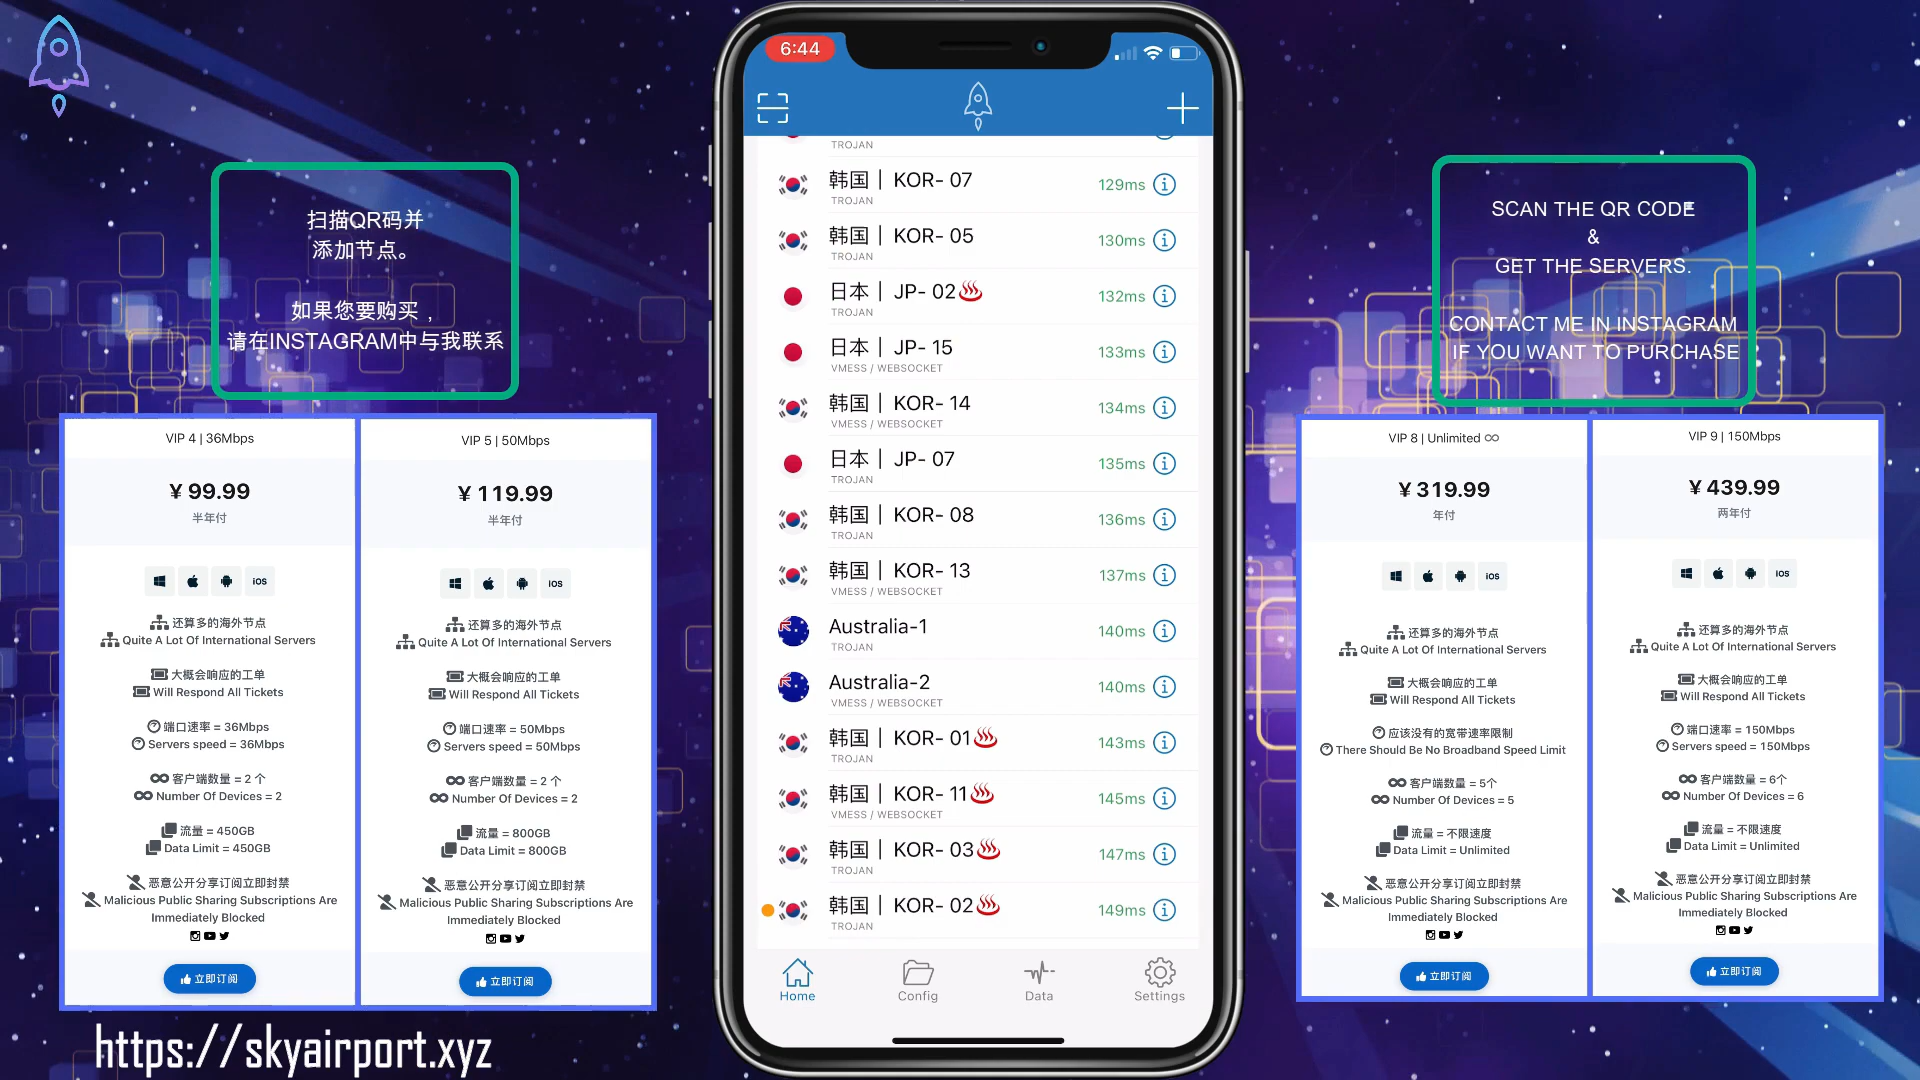 扫描QR码并
添加节点。
如果您要购买，
请在INSTAGRAM中与我联系
VIP 4 | 36Mbps
¥ 99.99
半年付
iOS
还算多的海外节点
Quite A Lot Of International Servers
大概会响应的工单
Will Respond All Tickets
端口速率 = 36Mbps
Servers speed = 36Mbps
客户端数量 = 2 个
Number Of Devices = 2
流量 = 450GB
Data Limit = 450GB
恶意公开分享订阅立即封禁
Malicious Public Sharing Subscriptions Are
Immediately Blocked
立即订阅
VIP 5 | 50Mbps
¥ 119.99
半年付
iOS
还算多的海外节点
Quite A Lot Of International Servers
大概会响应的工单
Will Respond All Tickets
端口速率 = 50Mbps
Servers speed = 50Mbps
客户端数量 = 2 个
Number Of Devices = 2
流量 = 800GB
Data Limit = 800GB
恶意公开分享订阅立即封禁
Malicious Public Sharing Subscriptions Are
Immediately Blocked
立即订阅
https://skyairport.xyz
6:44
TROJAN
韩国｜ KOR- 07
129ms
TROJAN
韩国｜ KOR- 05
130ms
TROJAN
日本｜ JP- 02♨
132ms
TROJAN
日本｜ JP- 15
133ms
VMESS / WEBSOCKET
韩国｜ KOR- 14
134ms
VMESS / WEBSOCKET
日本｜ JP- 07
135ms
TROJAN
韩国｜ KOR- 08
136ms
TROJAN
韩国｜ KOR- 13
137ms
VMESS / WEBSOCKET
Australia-1
140ms
TROJAN
Australia-2
140ms
VMESS / WEBSOCKET
韩国｜ KOR- 01♨
143ms
TROJAN
韩国｜ KOR- 11♨
145ms
VMESS / WEBSOCKET
韩国｜ KOR- 03♨
147ms
TROJAN
韩国｜ KOR- 02♨
149ms
TROJAN
Home
Config
Data
Settings
SCAN THE QR CODE
&
GET THE SERVERS.
CONTACT ME IN INSTAGRAM
IF YOU WANT TO PURCHASE
VIP 8 | Unlimited ∞
¥ 319.99
年付
iOS
还算多的海外节点
Quite A Lot Of International Servers
大概会响应的工单
Will Respond All Tickets
应该没有的宽带速率限制
There Should Be No Broadband Speed Limit
客户端数量 = 5个
Number Of Devices = 5
流量 = 不限速度
Data Limit = Unlimited
恶意公开分享订阅立即封禁
Malicious Public Sharing Subscriptions Are
Immediately Blocked
立即订阅
VIP 9 | 150Mbps
¥ 439.99
两年付
iOS
还算多的海外节点
Quite A Lot Of International Servers
大概会响应的工单
Will Respond All Tickets
端口速率 = 150Mbps
Servers speed = 150Mbps
客户端数量 = 6个
Number Of Devices = 6
流量 = 不限速度
Data Limit = Unlimited
恶意公开分享订阅立即封禁
Malicious Public Sharing Subscriptions Are
Immediately Blocked
立即订阅